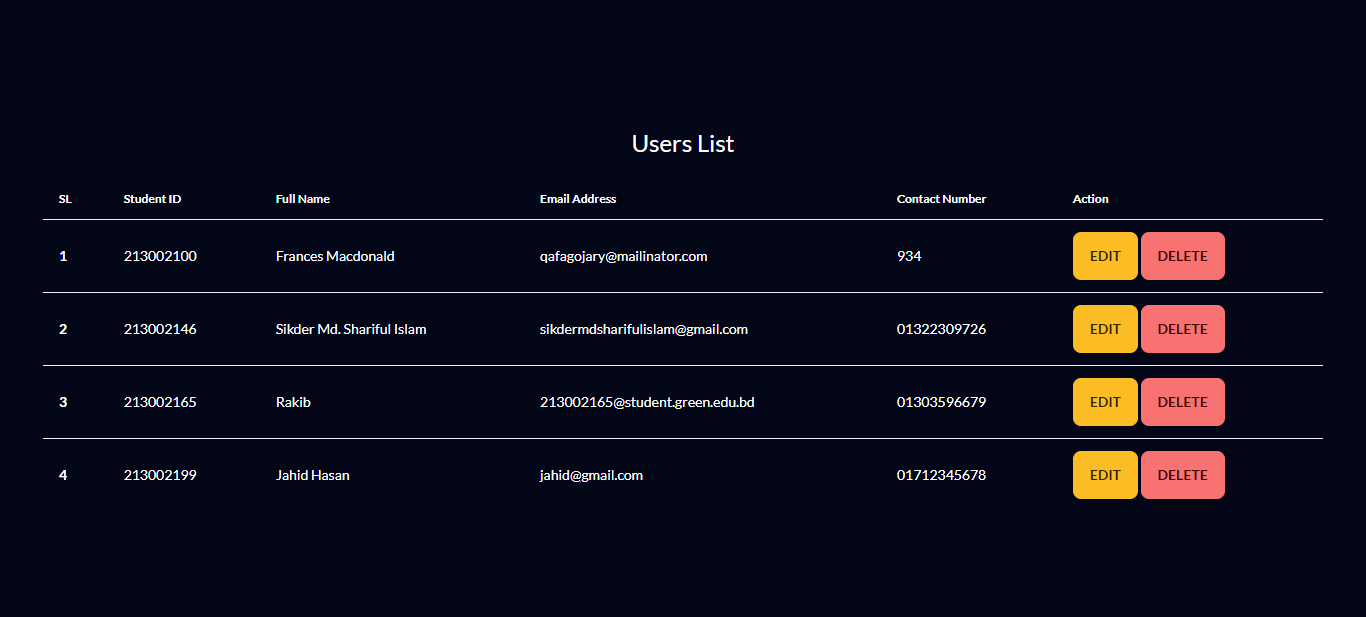 Users List
SL Student ID Full Name Email Address Contact Number Action
1 213002100 Frances Macdonald qafagojary@mailinator.com 934 EDIT DELETE
2 213002146 Sikder Md. Shariful Islam sikdermdsharifulislam@gmail.com 01322309726 EDIT DELETE
3 213002165 Rakib 213002165@student.green.edu.bd 01303596679 EDIT DELETE
4 213002199 Jahid Hasan jahid@gmail.com 01712345678 EDIT DELETE